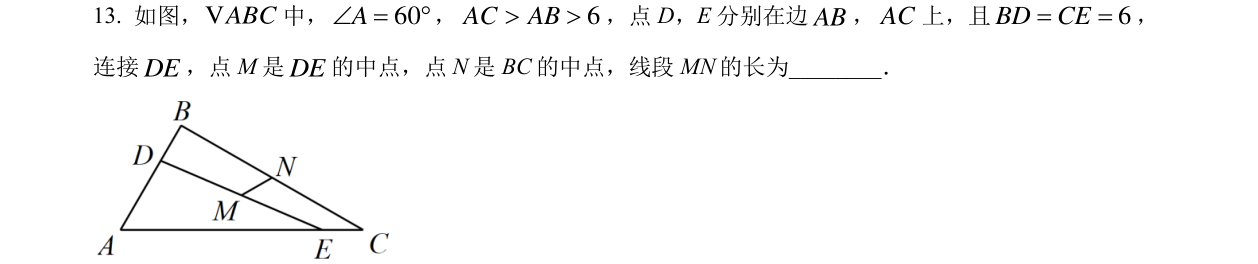 13. 如图，VABC 中，∠A = 60°，AC > AB > 6，点 D，E 分别在边 AB，AC 上，且 BD = CE = 6，
连接 DE，点 M 是 DE 的中点，点 N 是 BC 的中点，线段 MN 的长为________．
B
D
N
M
A
E
C